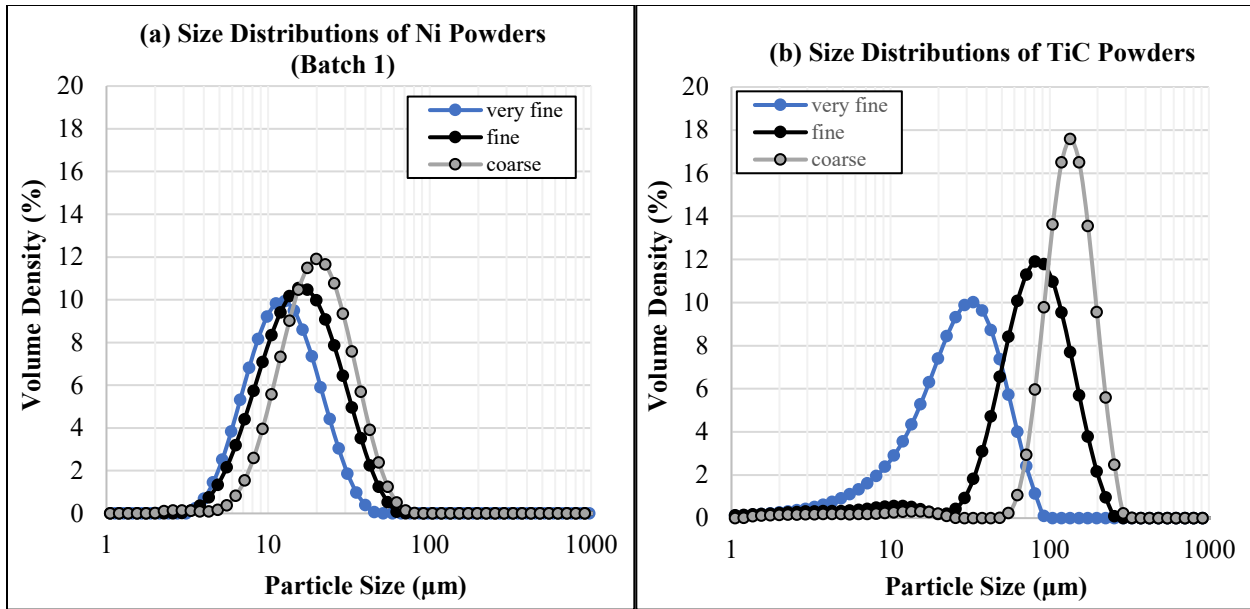 (a) Size Distributions of Ni Powders
(Batch 1)
20
18
16
14
12
10
8
6
4
2
0
Volume Density (%)
very fine
fine
coarse
1
10
100
1000
Particle Size (μm)
(b) Size Distributions of TiC Powders
20
18
16
14
12
10
8
6
4
2
0
Volume Density (%)
very fine
fine
coarse
1
10
100
1000
Particle Size (μm)